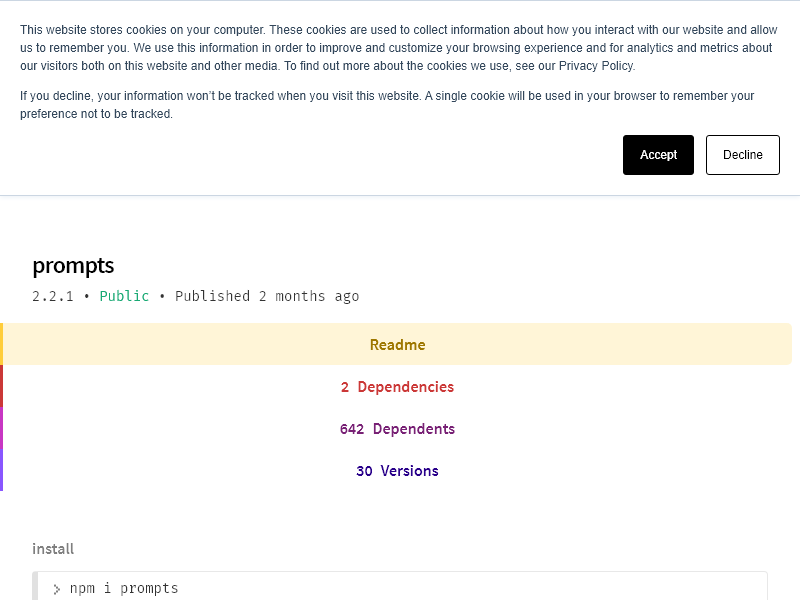 This website stores cookies on your computer. These cookies are used to collect information about how you interact with our website and allow
us to remember you. We use this information in order to improve and customize your browsing experience and for analytics and metrics about
our visitors both on this website and other media. To find out more about the cookies we use, see our Privacy Policy.
If you decline, your information won't be tracked when you visit this website. A single cookie will be used in your browser to remember your
preference not to be tracked.
Accept Decline
prompts
2.2.1 • Public • Published 2 months ago
Readme
2 Dependencies
642 Dependents
30 Versions
install
npm i prompts